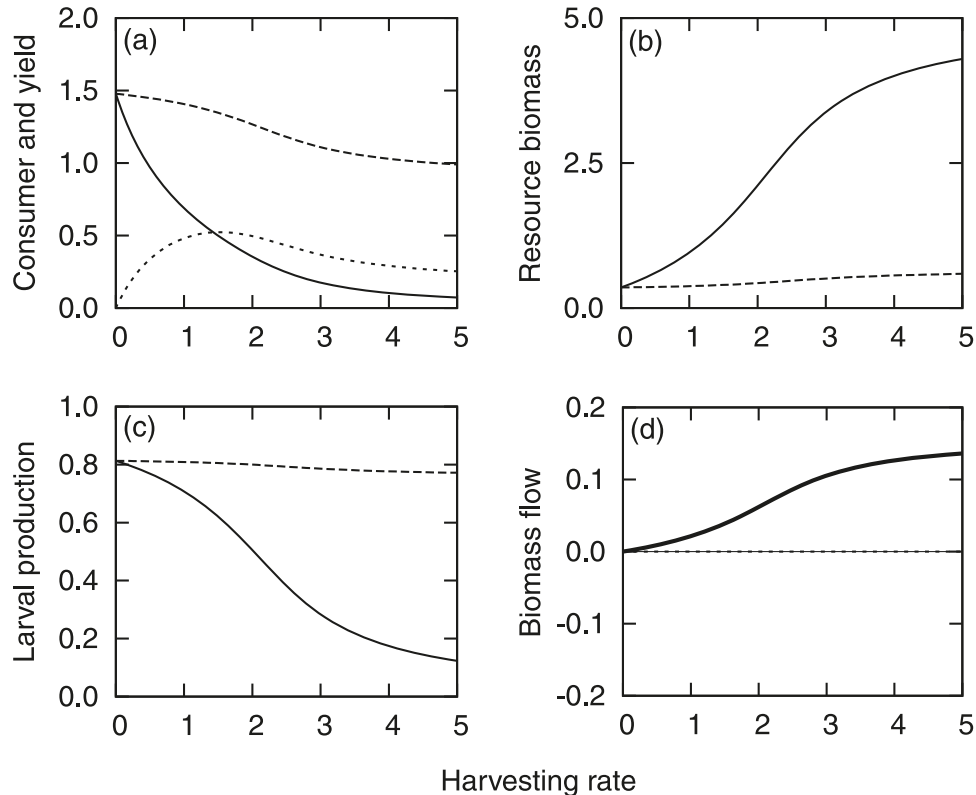 (a)
Consumer and yield
2.0
1.5
1.0
0.5
0.0
0 1 2 3 4 5
(b)
Resource biomass
5.0
2.5
0.0
0 1 2 3 4 5
(c)
Larval production
1.0
0.8
0.6
0.4
0.2
0.0
0 1 2 3 4 5
(d)
Biomass flow
0.2
0.1
0.0
-0.1
-0.2
0 1 2 3 4 5
Harvesting rate